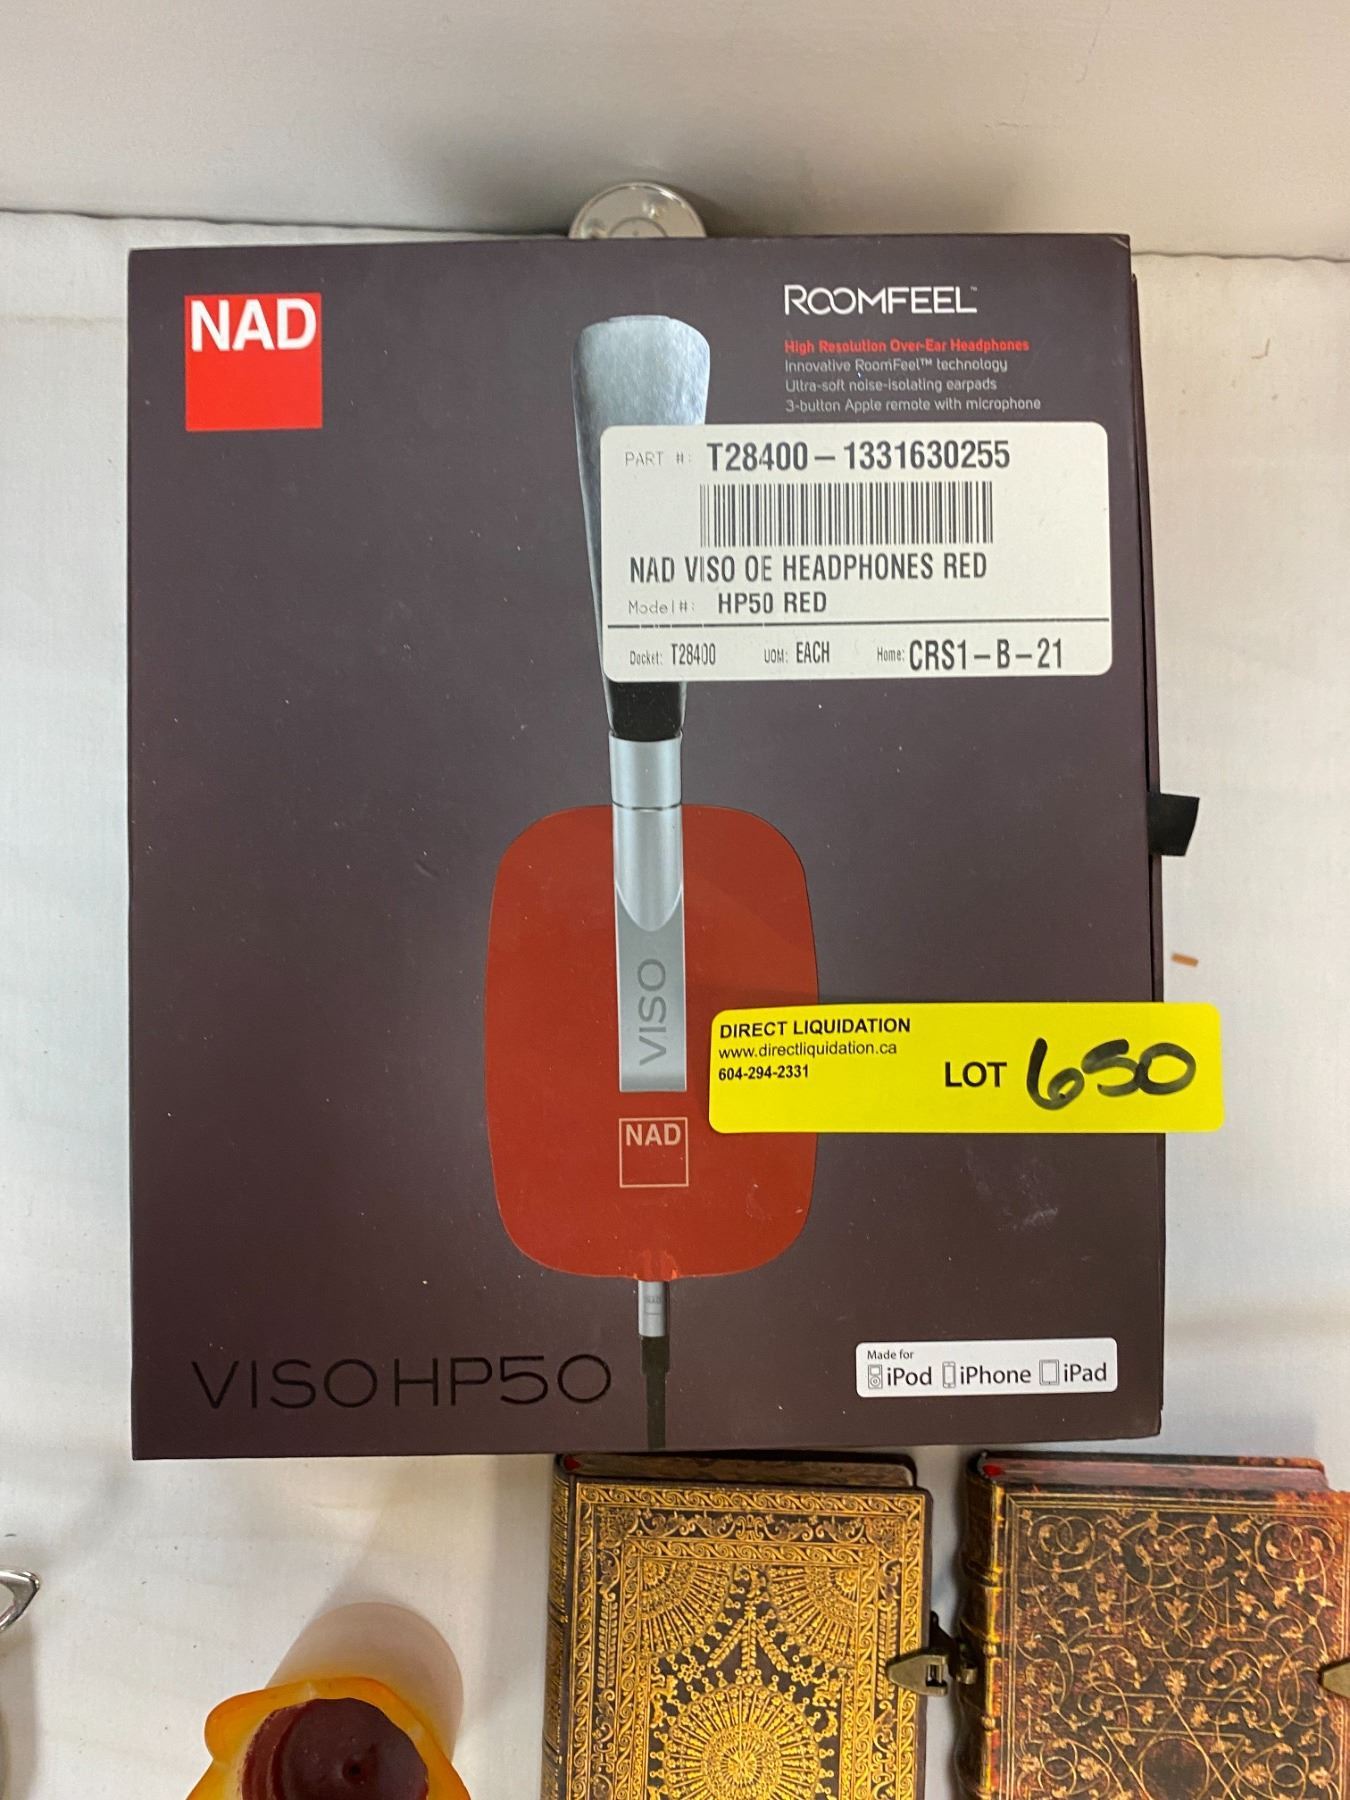 NAD
ROOMFEEL™
High Resolution Over-Ear Headphones
Innovative RoomFeel™ technology
Ultra-soft noise-isolating earpads
3-button Apple remote with microphone
PART #: T28400-1331630255
NAD VISO OE HEADPHONES RED
Model#: HP50 RED
Docket: T28400 UOM: EACH Home: CRS1-B-21
VISO
DIRECT LIQUIDATION
www.directliquidation.ca
604-294-2331
LOT 650
NAD
NAD
VISO HP50
Made for
iPod iPhone iPad